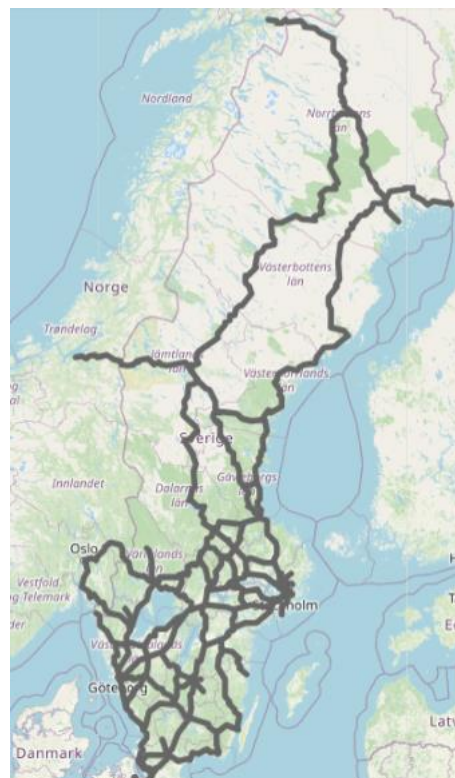 Nordland
Norrbottens
län
Västerbottens
län
Norge
Trøndelag
Jämtlands
län
Västernorrlands
län
Sverige
Innlandet
Dalarnas
län
Gävleborgs
län
Oslo
Värmlands
län
Vestfold
og Telemark
Stockholm
Göteborg
Danmark
Latv